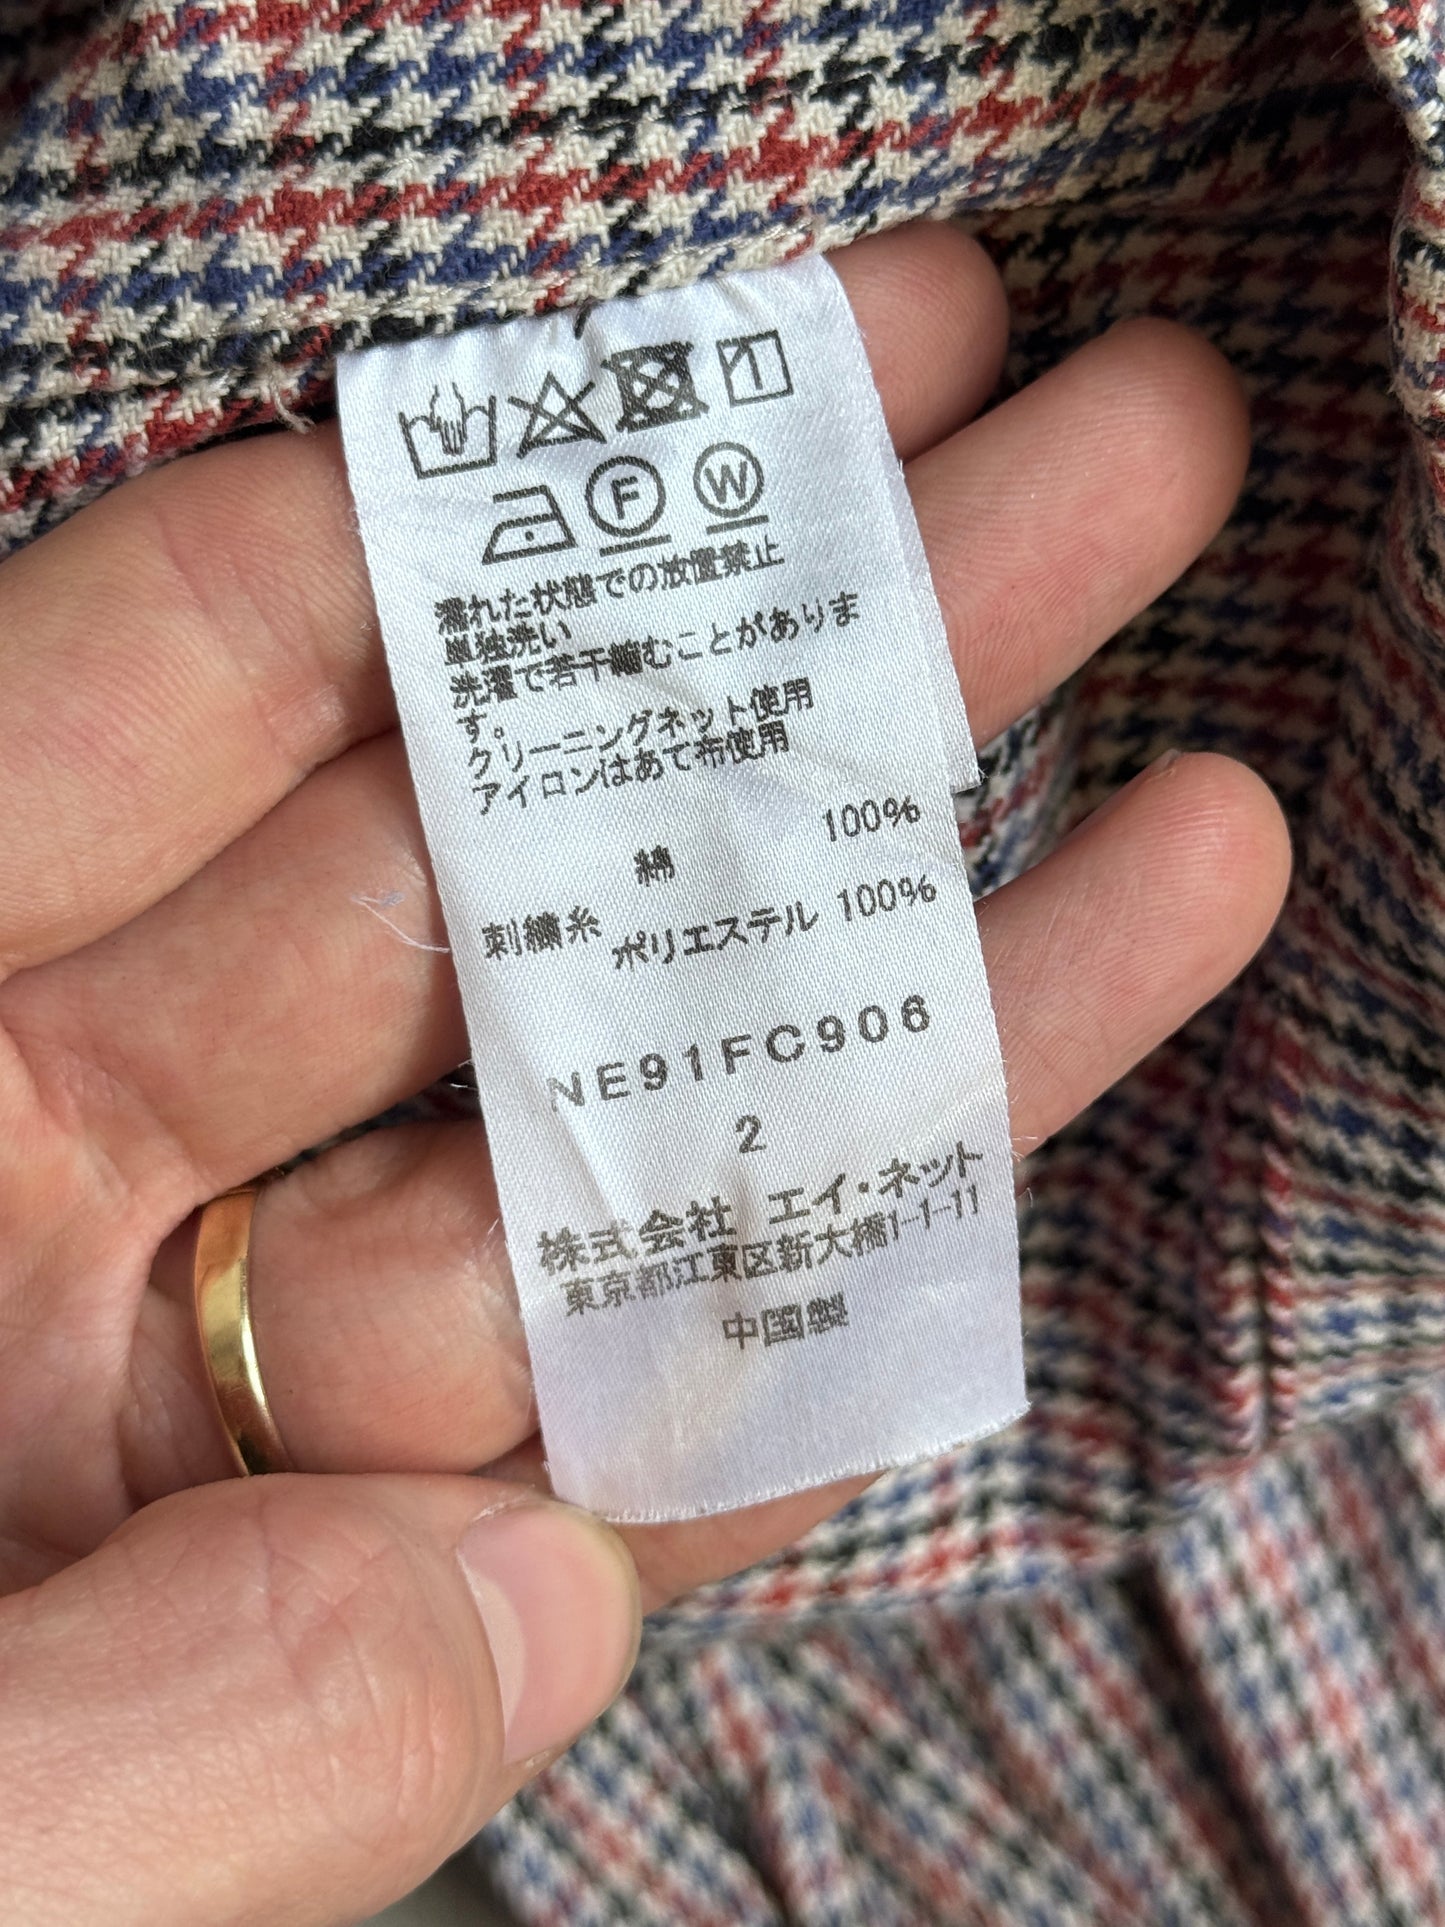 F W
濡れた状態での放置禁止
単独洗い
洗濯で若干縮むことがありま
す。
クリーニングネット使用
アイロンはあて布使用
綿 100%
刺繍糸 ポリエステル 100%
NE91FC906
2
株式会社 エイ・ネット
東京都江東区新大橋1-1-11
中国製